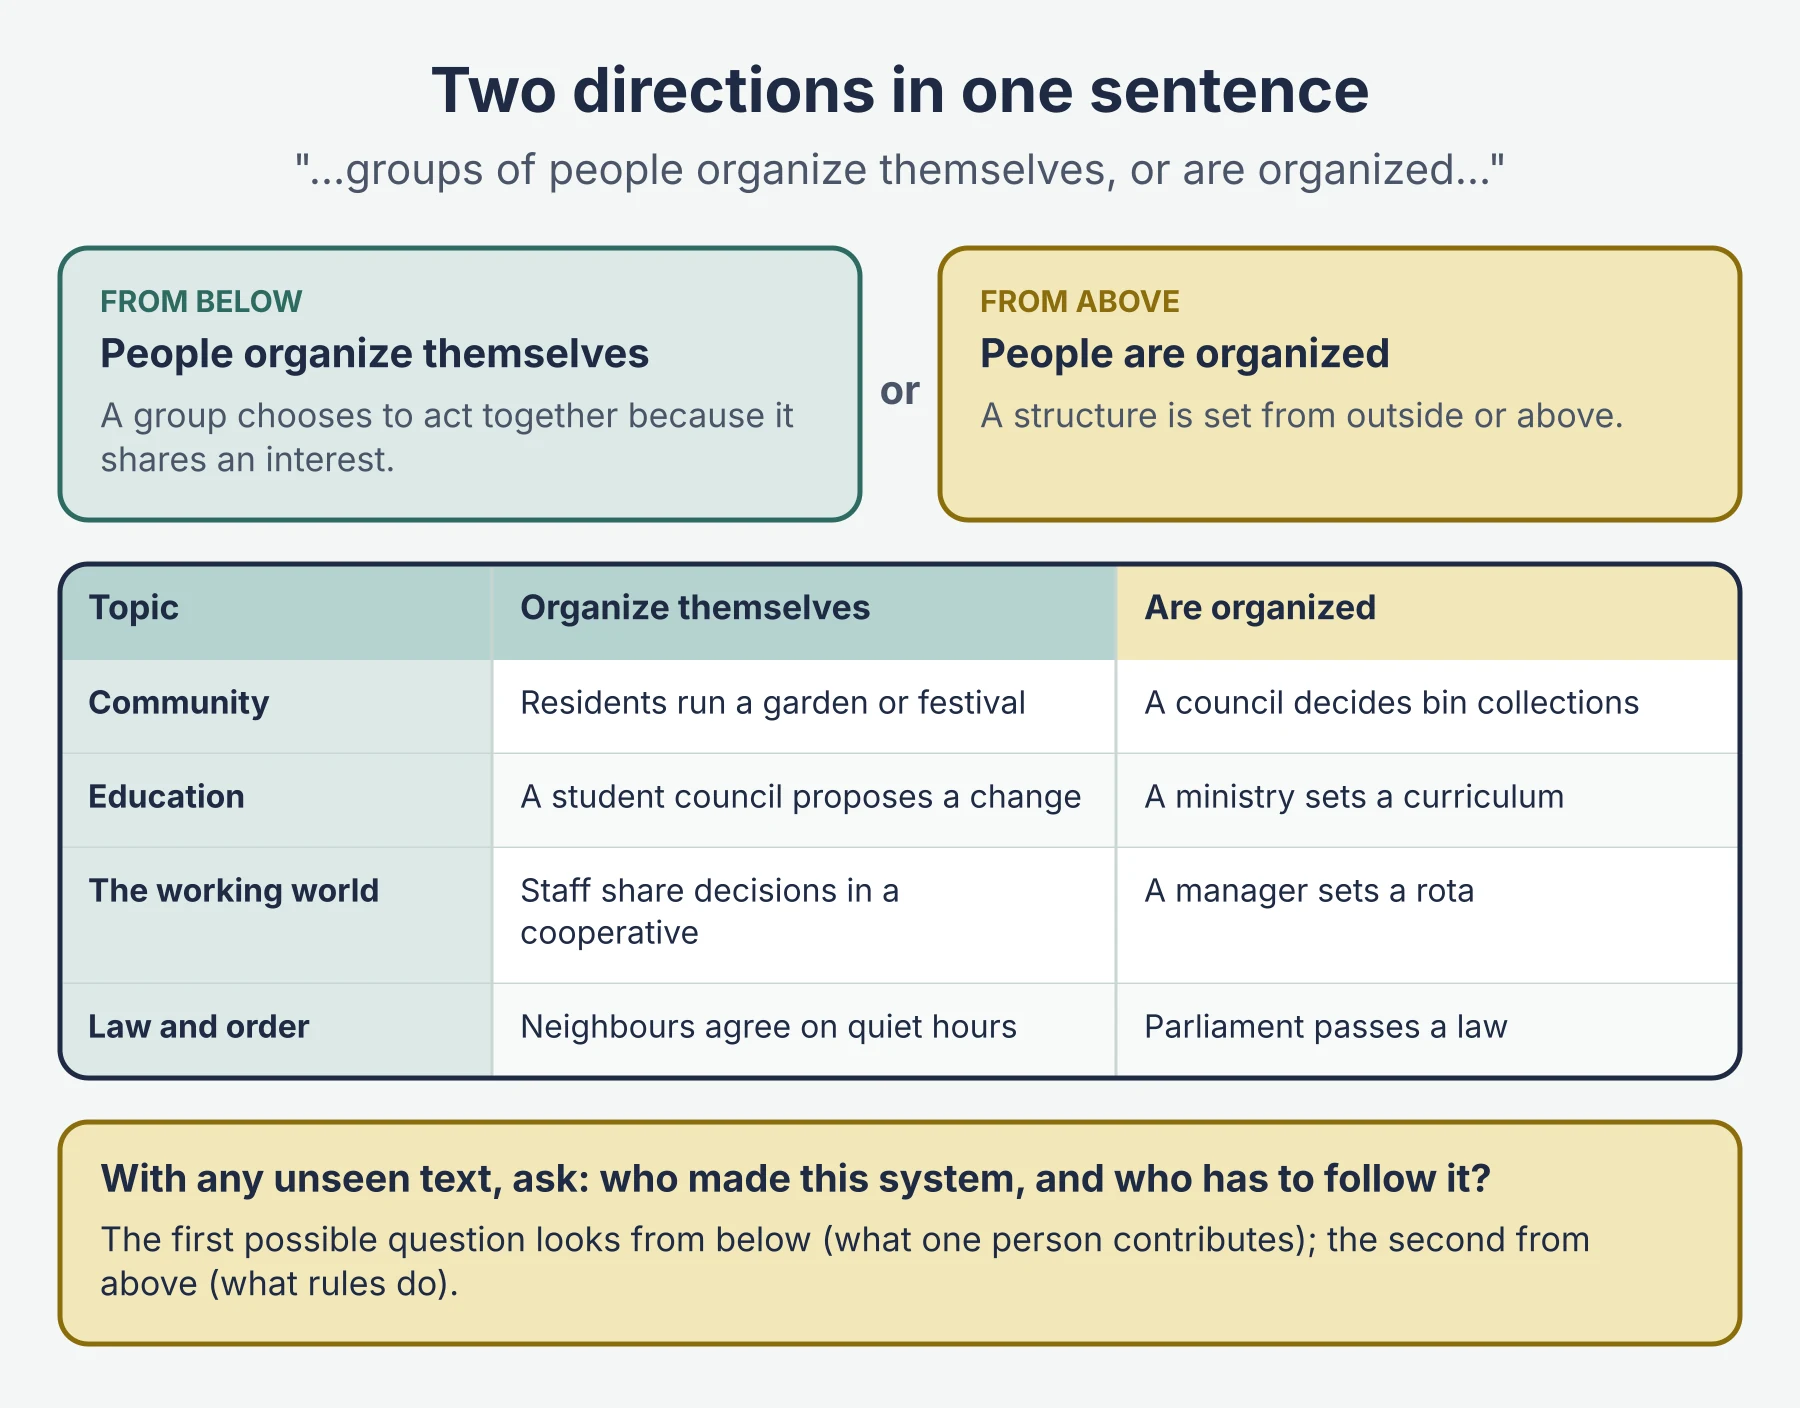 Two directions in one sentence
"...groups of people organize themselves, or are organized..."
FROM BELOW
People organize themselves
A group chooses to act together because it
shares an interest.
or
FROM ABOVE
People are organized
A structure is set from outside or above.
Topic
Organize themselves
Are organized
Community
Residents run a garden or festival
A council decides bin collections
Education
A student council proposes a change
A ministry sets a curriculum
The working world
Staff share decisions in a
cooperative
A manager sets a rota
Law and order
Neighbours agree on quiet hours
Parliament passes a law
With any unseen text, ask: who made this system, and who has to follow it?
The first possible question looks from below (what one person contributes); the second from
above (what rules do).